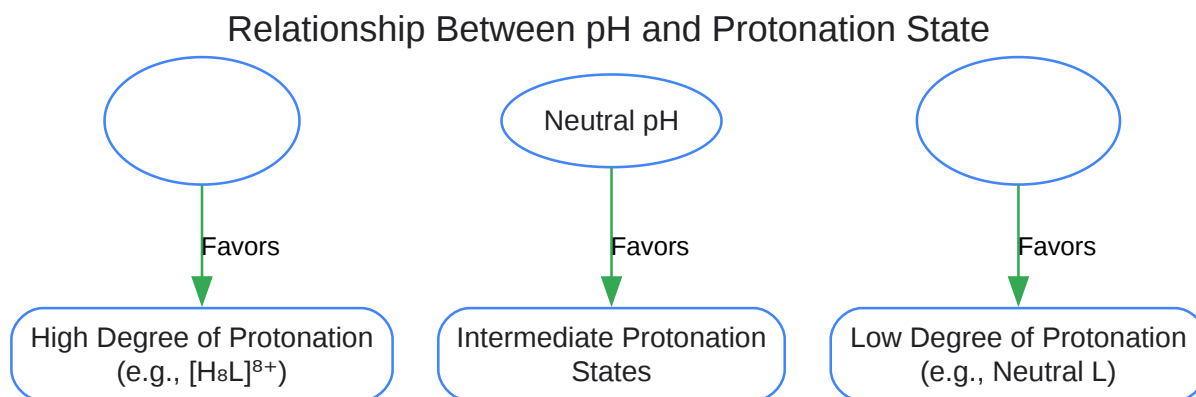 Relationship Between pH and Protonation State
Neutral pH
Favors
Favors
Favors
High Degree of Protonation
(e.g., [H₈L]⁸⁺)
Intermediate Protonation
States
Low Degree of Protonation
(e.g., Neutral L)